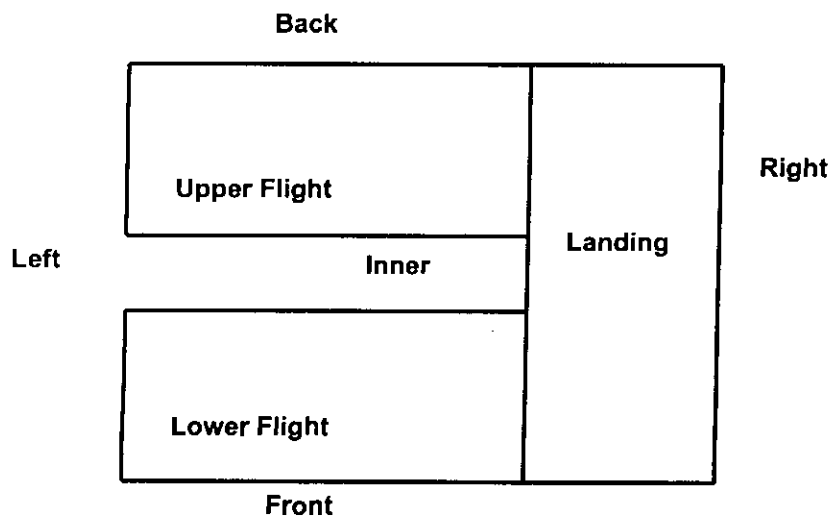 Back
Upper Flight
Right
Left
Inner
Landing
Lower Flight
Front